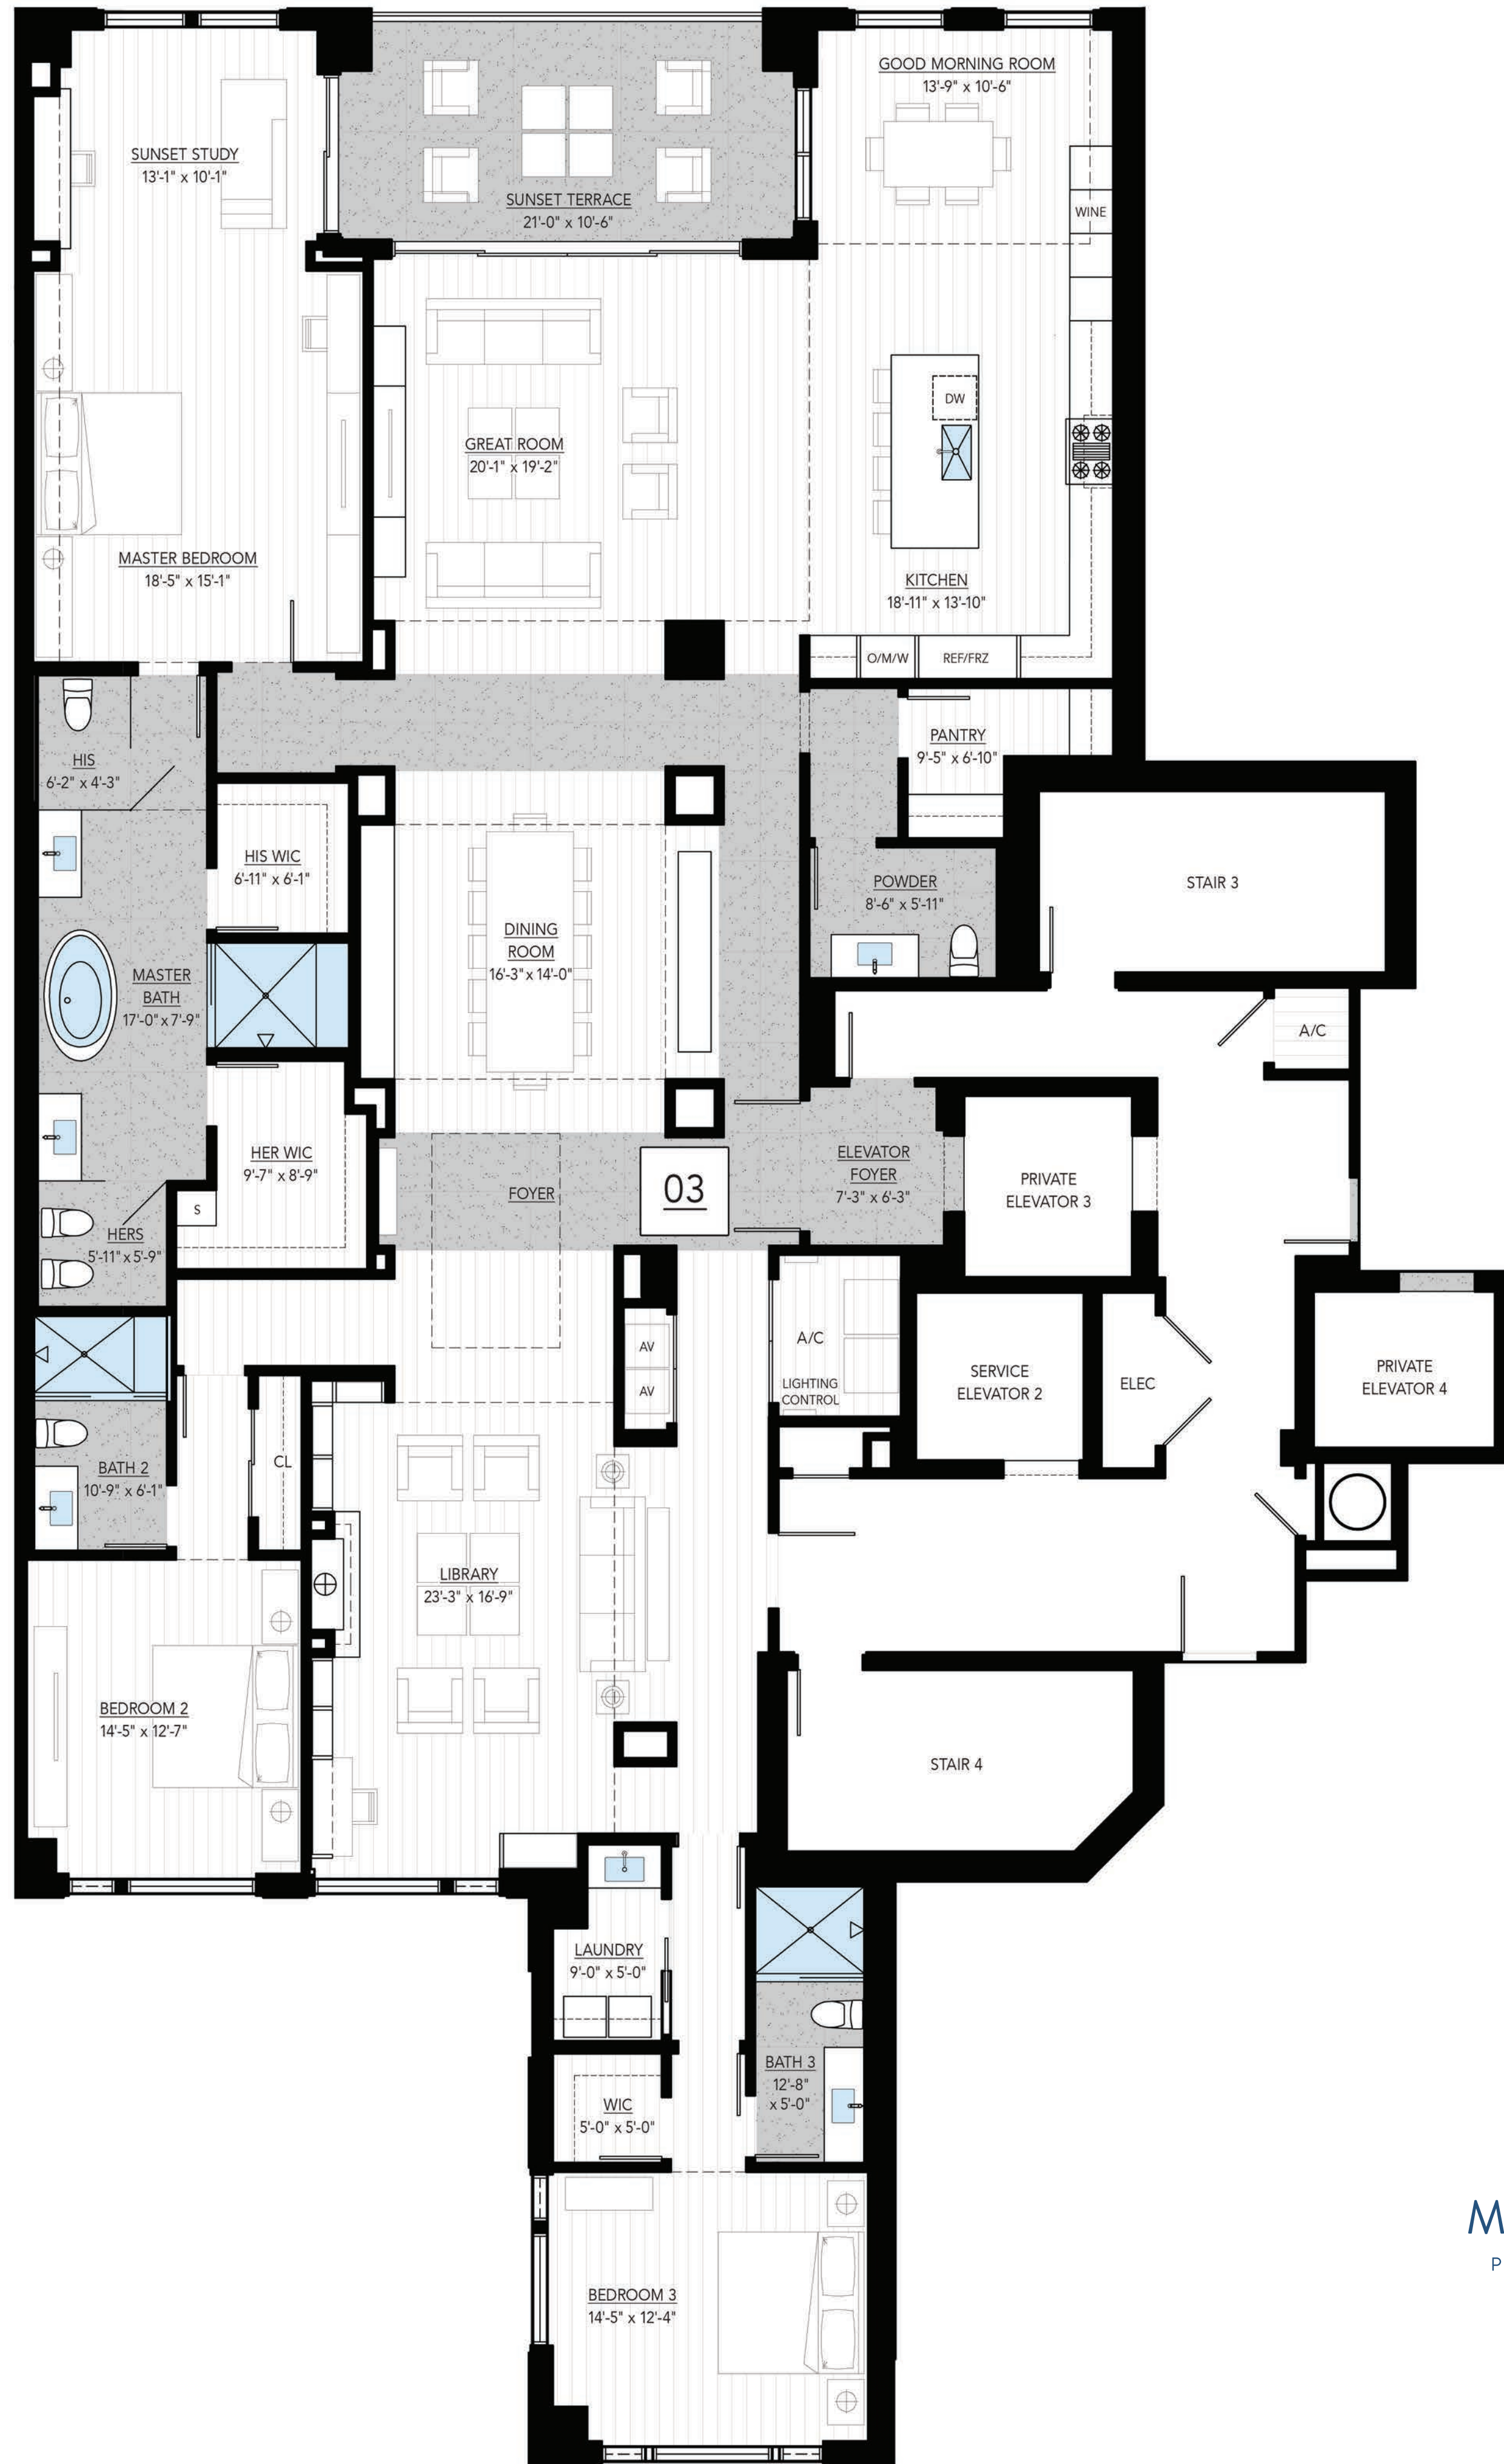 GOOD MORNING ROOM
13'-9" x 10'-6"
SUNSET STUDY
13'-1" x 10'-1"
SUNSET TERRACE
21'-0" x 10'-6"
WINE
DW
GREAT ROOM
20'-1" x 19'-2"
MASTER BEDROOM
18'-5" x 15'-1"
KITCHEN
18'-11" x 13'-10"
O/M/W
REF/FRZ
PANTRY
9'-5" x 6'-10"
HIS
6'-2" x 4'-3"
HIS WIC
6'-11" x 6'-1"
POWDER
8'-6" x 5'-11"
STAIR 3
DINING
ROOM
16'-3" x 14'-0"
MASTER
BATH
17'-0" x 7'-9"
A/C
HER WIC
9'-7" x 8'-9"
FOYER
03
ELEVATOR
FOYER
7'-3" x 6'-3"
PRIVATE
ELEVATOR 3
S
HERS
5'-11" x 5'-9"
AV
AV
A/C
LIGHTING
CONTROL
SERVICE
ELEVATOR 2
ELEC
PRIVATE
ELEVATOR 4
CL
BATH 2
10'-9" x 6'-1"
LIBRARY
23'-3" x 16'-9"
BEDROOM 2
14'-5" x 12'-7"
STAIR 4
LAUNDRY
9'-0" x 5'-0"
BATH 3
12'-8"
x 5'-0"
WIC
5'-0" x 5'-0"
M
P
BEDROOM 3
14'-5" x 12'-4"